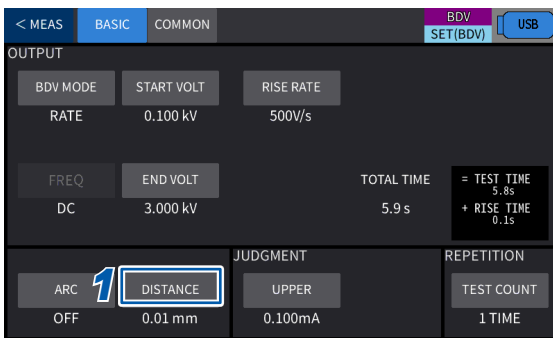 < MEAS BASIC COMMON BDV SET(BDV) USB
OUTPUT
BDV MODE START VOLT RISE RATE
RATE 0.100 kV 500V/s
FREQ END VOLT TOTAL TIME = TEST TIME
5.8s
DC 3.000 kV 5.9 s + RISE TIME
0.1s
JUDGMENT REPETITION
ARC 1 DISTANCE UPPER TEST COUNT
OFF 0.01 mm 0.100mA 1 TIME